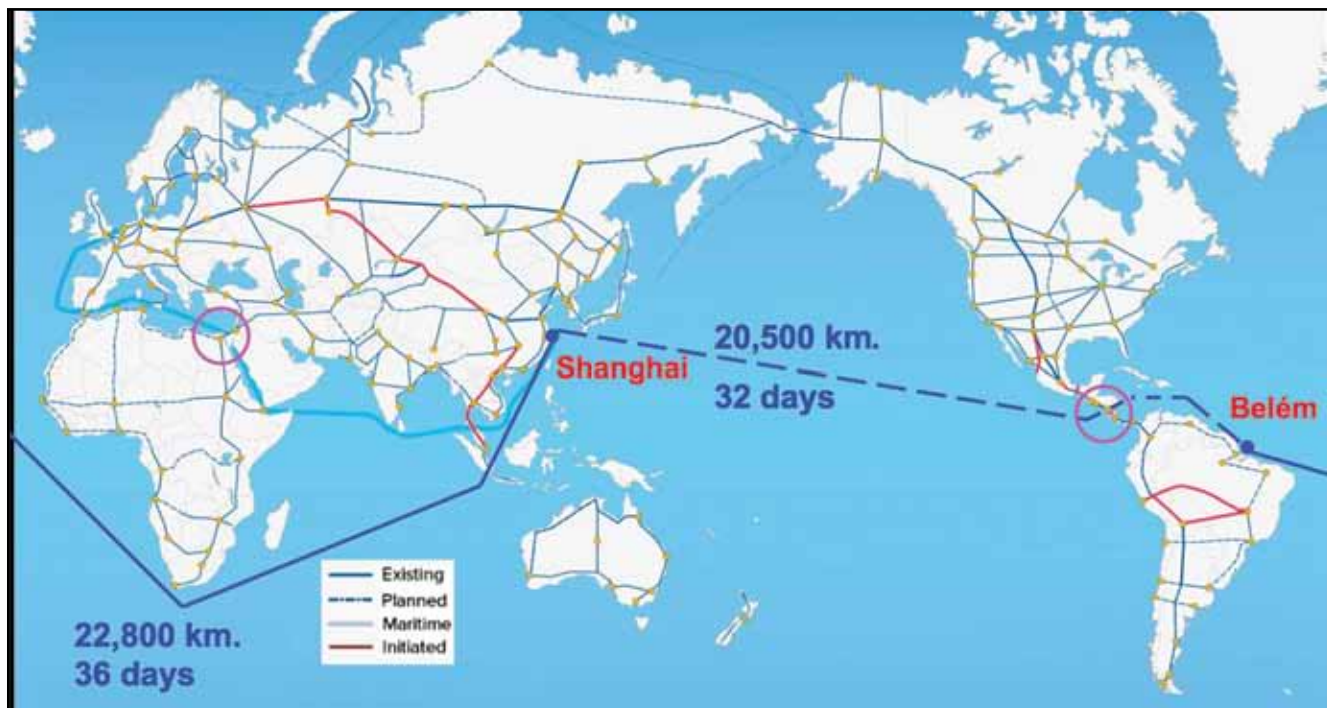 20,500 km.
Shanghai
32 days
Belém
Existing
Planned
Maritime
Initiated
22,800 km.
36 days